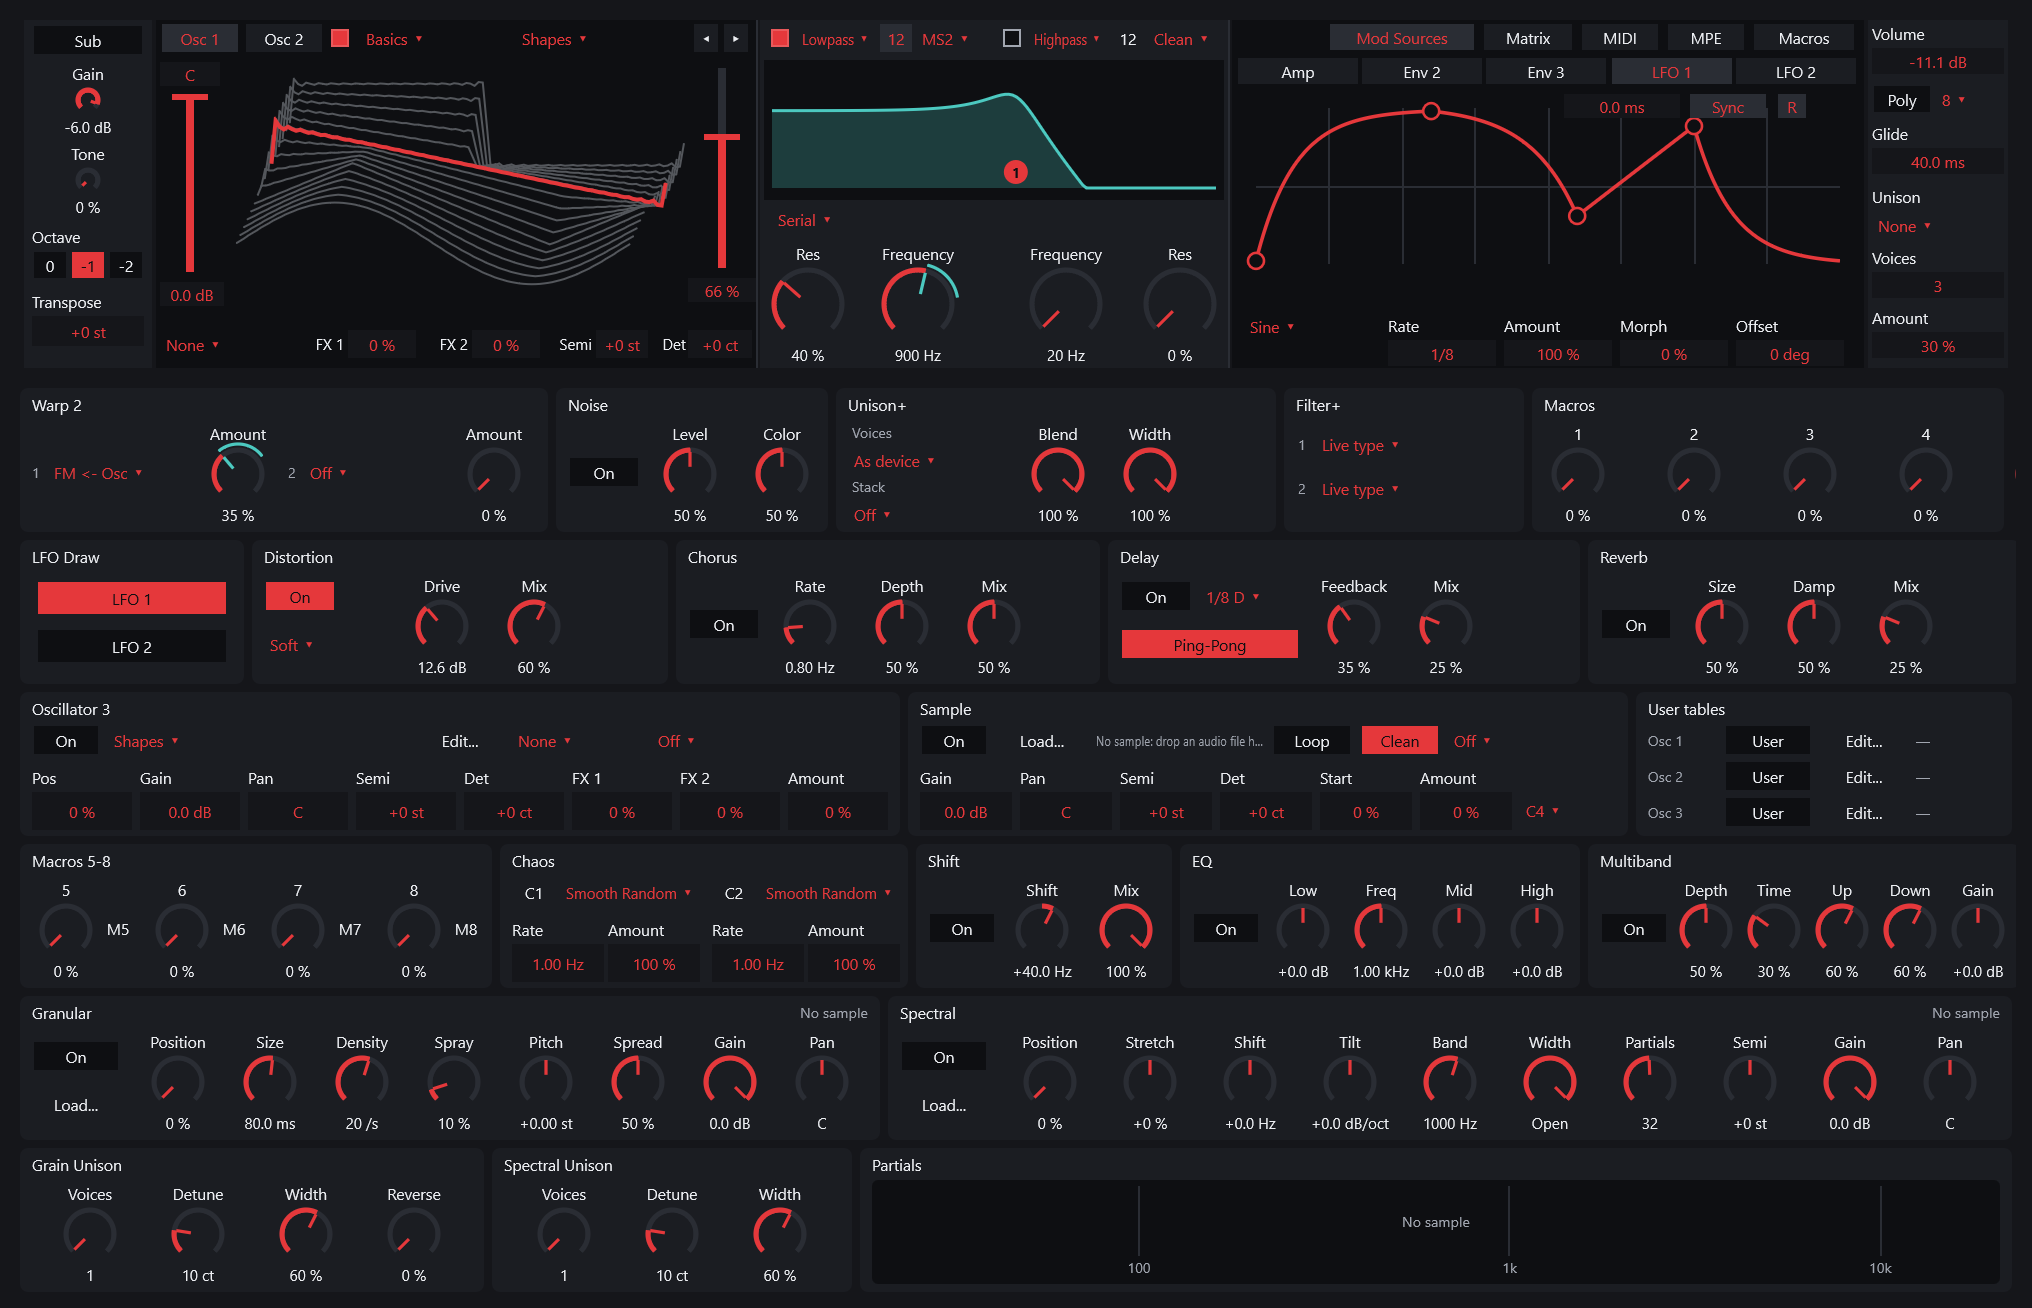 Sub
Gain
-6.0 dB
Tone
0 %
Octave
0 -1 -2
Transpose
+0 st
Osc 1 Osc 2 Basics Shapes
C
0.0 dB
66 %
None FX 1 0 % FX 2 0 % Semi +0 st Det +0 ct
Lowpass 12 MS2 Highpass 12 Clean
1
Serial
Res Frequency Frequency Res
40 % 900 Hz 20 Hz 0 %
Mod Sources Matrix MIDI MPE Macros
Amp Env 2 Env 3 LFO 1 LFO 2
0.0 ms Sync R
Sine
Rate Amount Morph Offset
1/8 100 % 0 % 0 deg
Volume
-11.1 dB
Poly 8
Glide
40.0 ms
Unison
None
Voices
3
Amount
30 %
Warp 2
Amount Amount
1 FM <- Osc 2 Off
35 % 0 %
Noise
Level Color
On
50 % 50 %
Unison+
Voices
As device
Stack
Off
Blend Width
100 % 100 %
Filter+
1 Live type
2 Live type
Macros
1 2 3 4
0 % 0 % 0 % 0 %
LFO Draw
LFO 1
LFO 2
Distortion
On
Soft
Drive Mix
12.6 dB 60 %
Chorus
On
Rate Depth Mix
0.80 Hz 50 % 50 %
Delay
On 1/8 D
Ping-Pong
Feedback Mix
35 % 25 %
Reverb
On
Size Damp Mix
50 % 50 % 25 %
Oscillator 3
On Shapes Edit... None Off
Pos Gain Pan Semi Det FX 1 FX 2 Amount
0 % 0.0 dB C +0 st +0 ct 0 % 0 % 0 %
Sample
On Load... No sample: drop an audio file h... Loop Clean Off
Gain Pan Semi Det Start Amount
0.0 dB C +0 st +0 ct 0 % 0 % C4
User tables
Osc 1 User Edit... —
Osc 2 User Edit... —
Osc 3 User Edit... —
Macros 5-8
5 6 7 8
M5 M6 M7 M8
0 % 0 % 0 % 0 %
Chaos
C1 Smooth Random C2 Smooth Random
Rate Amount Rate Amount
1.00 Hz 100 % 1.00 Hz 100 %
Shift
Shift Mix
On
+40.0 Hz 100 %
EQ
Low Freq Mid High
On
+0.0 dB 1.00 kHz +0.0 dB +0.0 dB
Multiband
Depth Time Up Down Gain
On
50 % 30 % 60 % 60 % +0.0 dB
Granular No sample
On
Load...
Position Size Density Spray Pitch Spread Gain Pan
0 % 80.0 ms 20 /s 10 % +0.00 st 50 % 0.0 dB C
Spectral No sample
On
Load...
Position Stretch Shift Tilt Band Width Partials Semi Gain Pan
0 % +0 % +0.0 Hz +0.0 dB/oct 1000 Hz Open 32 +0 st 0.0 dB C
Grain Unison
Voices Detune Width Reverse
1 10 ct 60 % 0 %
Spectral Unison
Voices Detune Width
1 10 ct 60 %
Partials
No sample
100 1k 10k